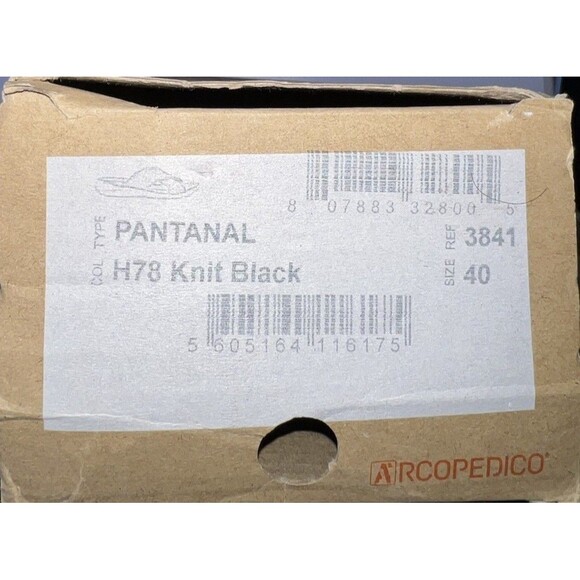 8 07883 32800 5
TYPE PANTANAL REF 3841
COL H78 Knit Black SIZE 40
5 605164 116175
ARCOPEDICO